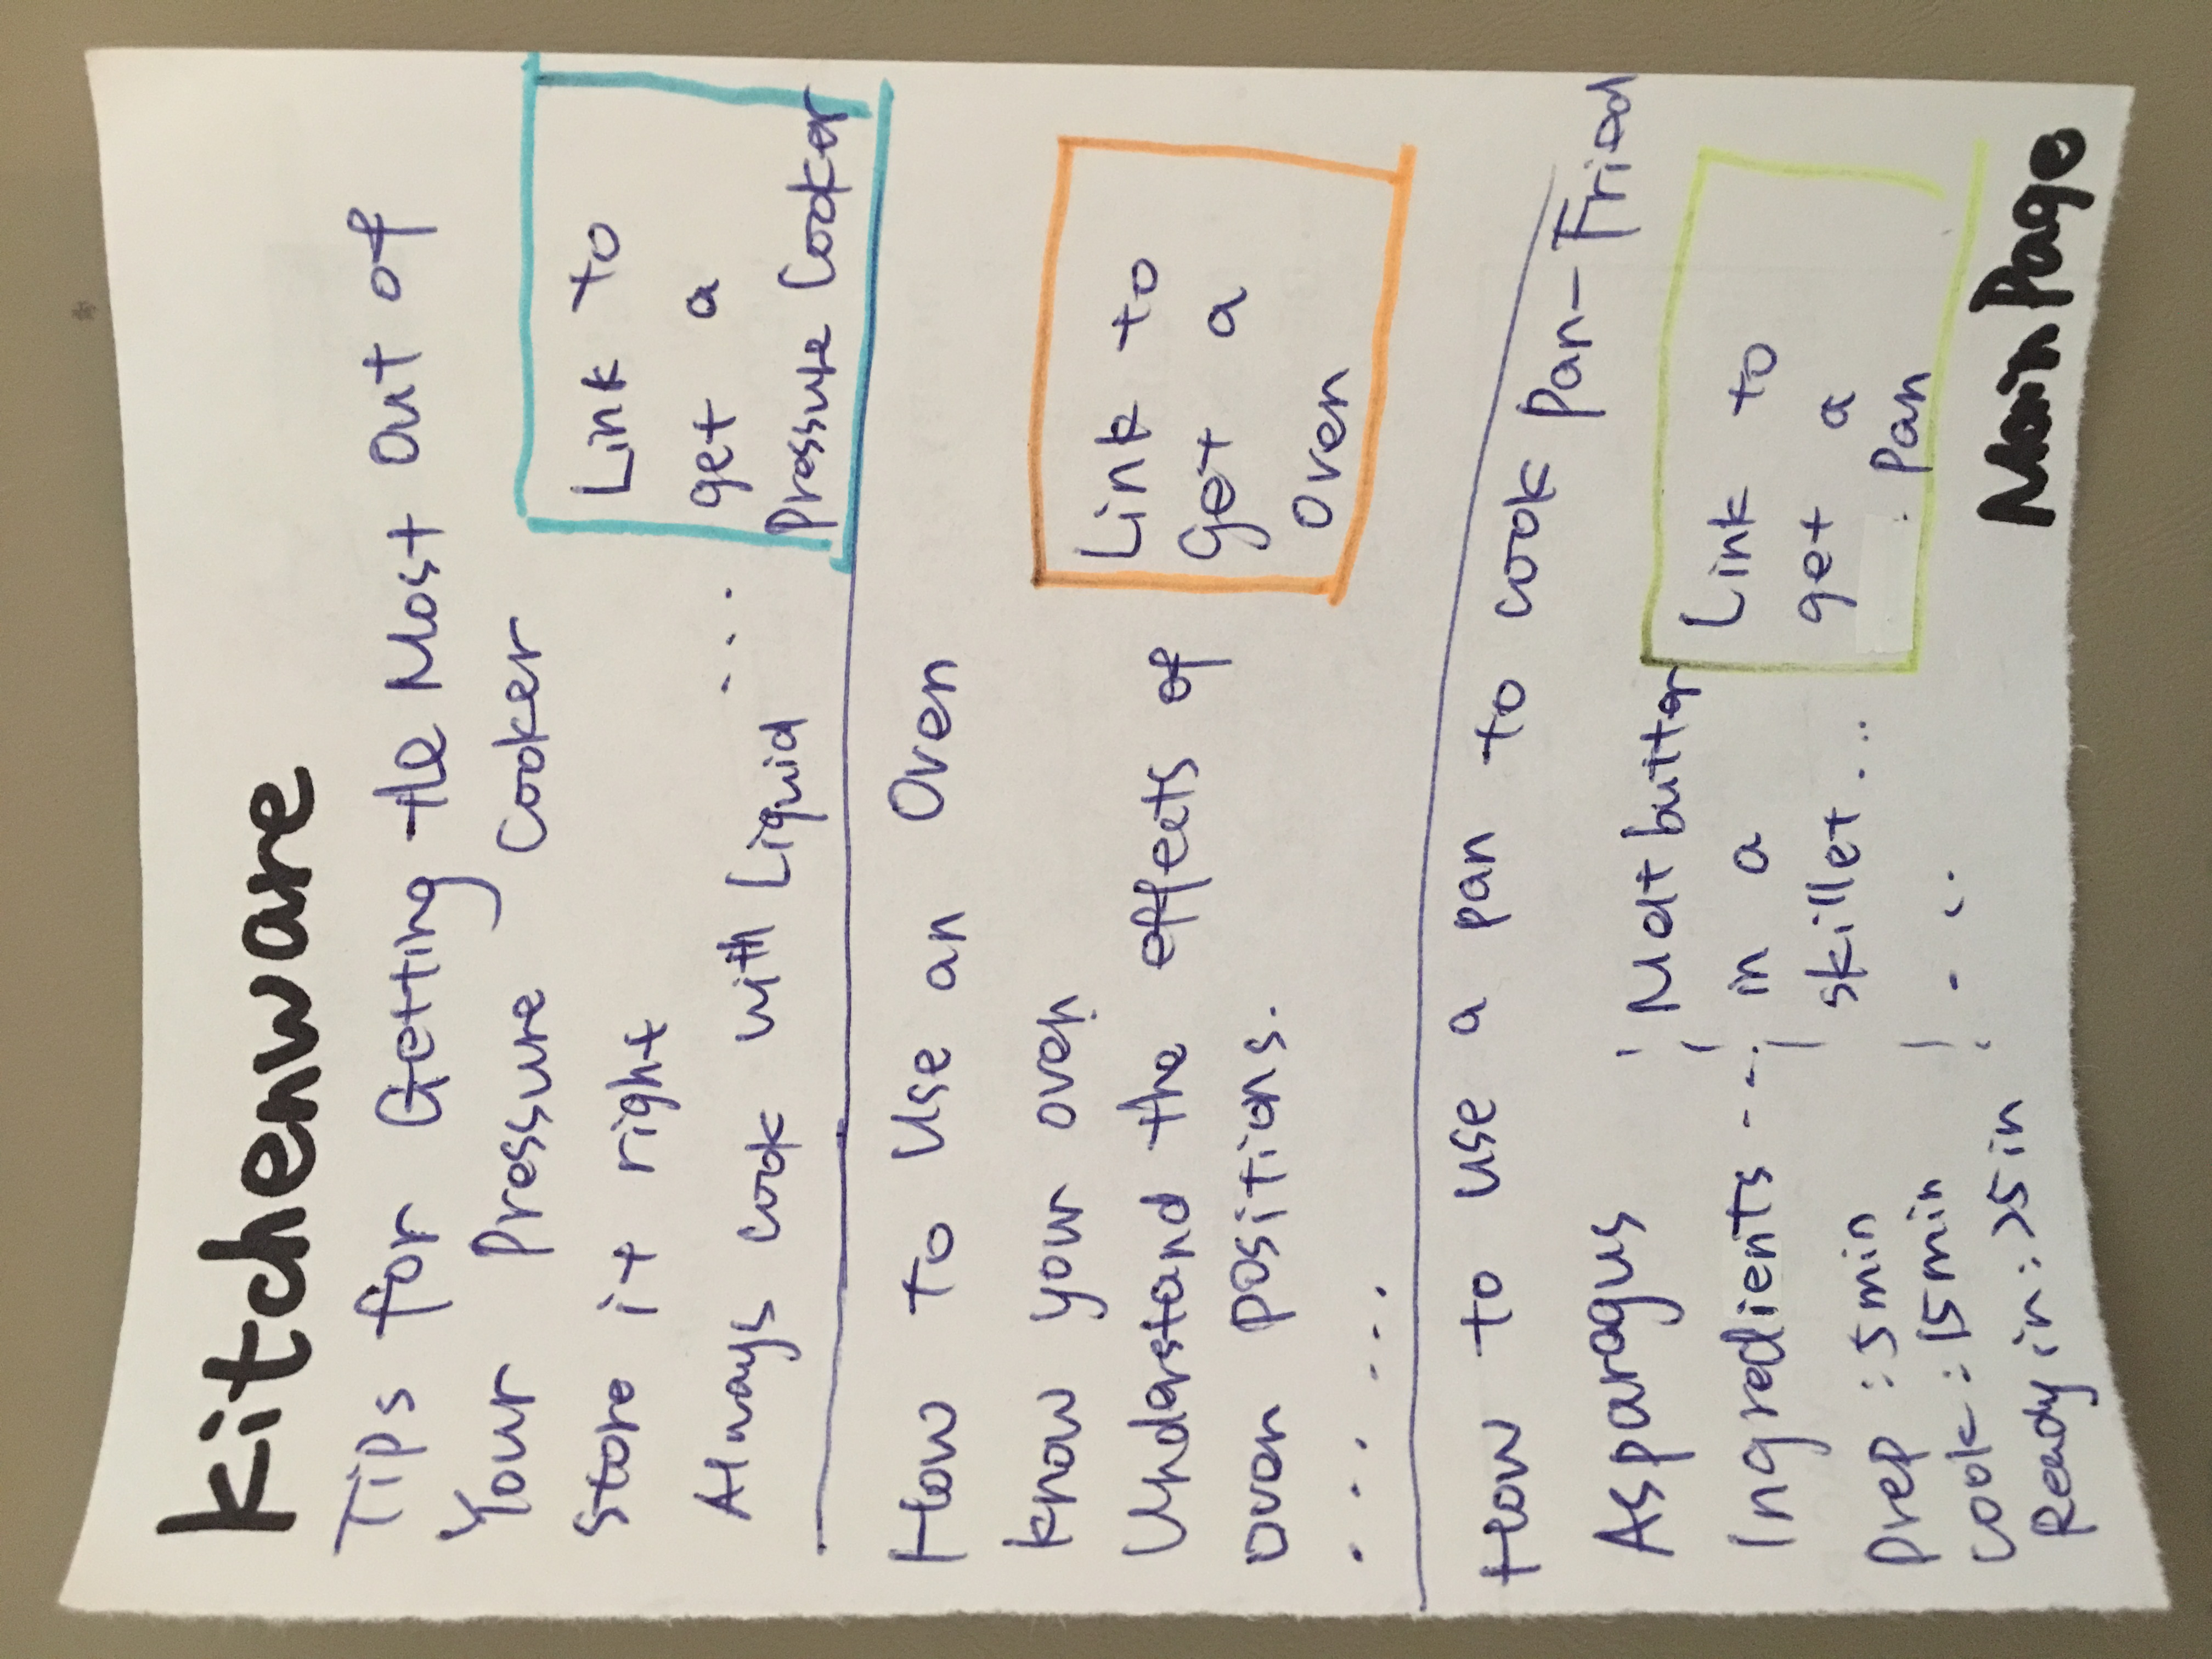 Kitchenware
Tips for Getting the Most out of
Your Pressure Cooker
Store it right
Always cook with Liquid ...
Link to
get a
Pressure Cooker
How to Use an Oven
know your oven
Understand the effects of
oven positions.
Link to
get a
Oven
How to use a pan to cook Pan-Fried
Asparagus
Ingredients - -
Prep : 5min
Cook : 15min
Ready in: 25min
Melt butter
in a
skillet ...
Link to
get a
Pan
Main Page